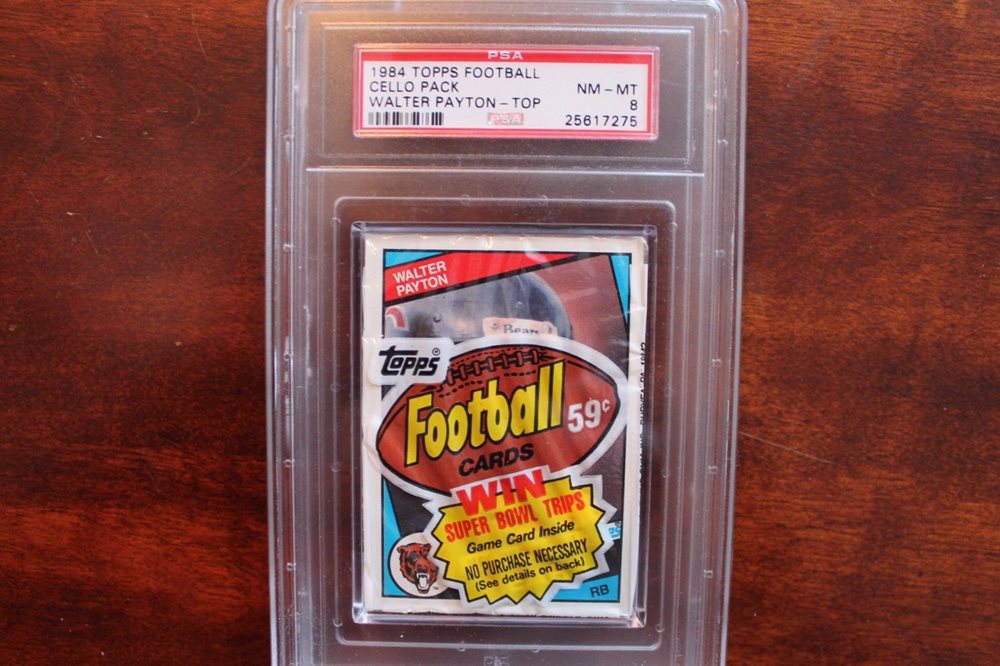 PSA
1984 TOPPS FOOTBALL
CELLO PACK
NM - MT
WALTER PAYTON - TOP
8
PSA
25617275
WALTER
PAYTON
Bears
TOPPS®
Football
59¢
CARDS
WIN
SUPER BOWL TRIPS
Game Card Inside
NO PURCHASE NECESSARY
(See details on back)
RB